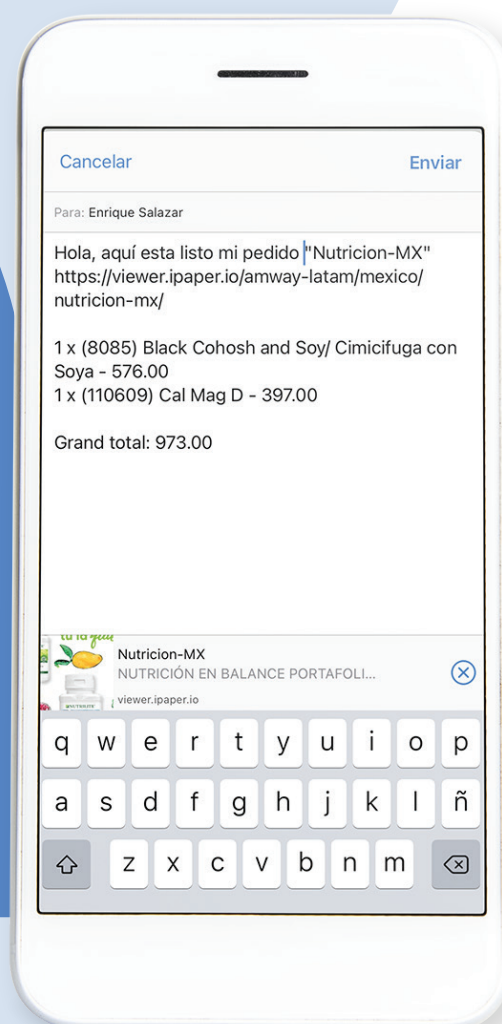 Cancelar
Enviar
Para: Enrique Salazar
Hola, aquí esta listo mi pedido "Nutricion-MX"
https://viewer.ipaper.io/amway-latam/mexico/
nutricion-mx/
1 x (8085) Black Cohosh and Soy/ Cimicifuga con
Soya - 576.00
1 x (110609) Cal Mag D - 397.00
Grand total: 973.00
Nutricion-MX
NUTRICIÓN EN BALANCE PORTAFOLI...
viewer.ipaper.io
q w e r t y u i o p
a s d f g h j k l ñ
z x c v b n m